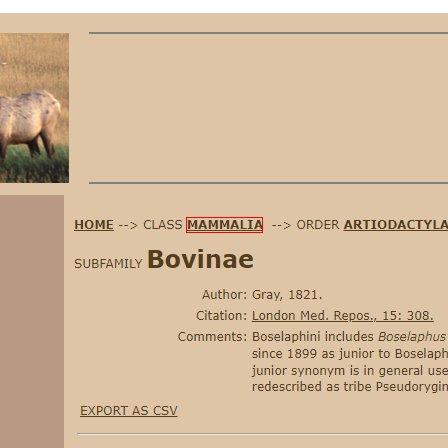 HOME --> CLASS MAMMALIA --> ORDER ARTIODACTYLA
SUBFAMILY Bovinae
Author: Gray, 1821.
Citation: London Med. Repos., 15: 308.
Comments: Boselaphini includes Boselaphus
since 1899 as junior to Boselaph
junior synonym is in general use
redescribed as tribe Pseudorygin
EXPORT AS CSV